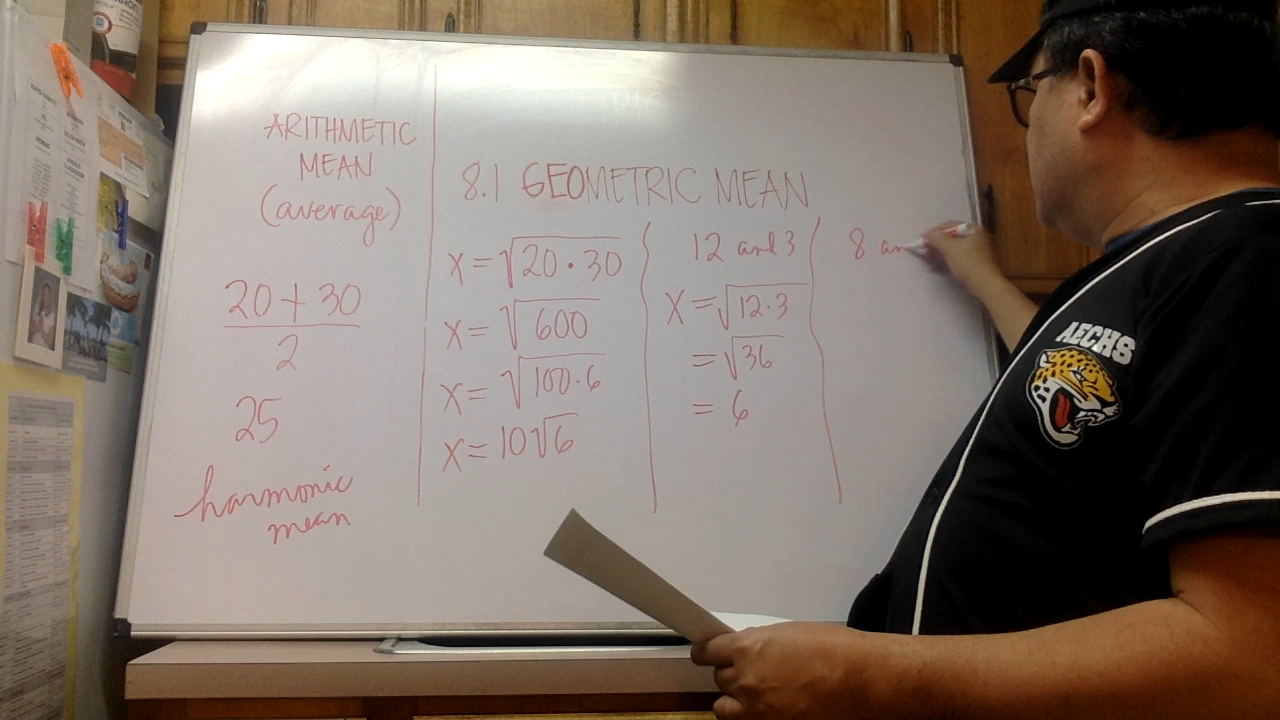 ARITHMETIC
MEAN
(average)
20 + 30
2
25
harmonic
mean
8.1 GEOMETRIC MEAN
x = √20 · 30
x = √600
x = √100 · 6
x = 10√6
12 and 3
x = √12 · 3
= √36
= 6
8 an
AECHS